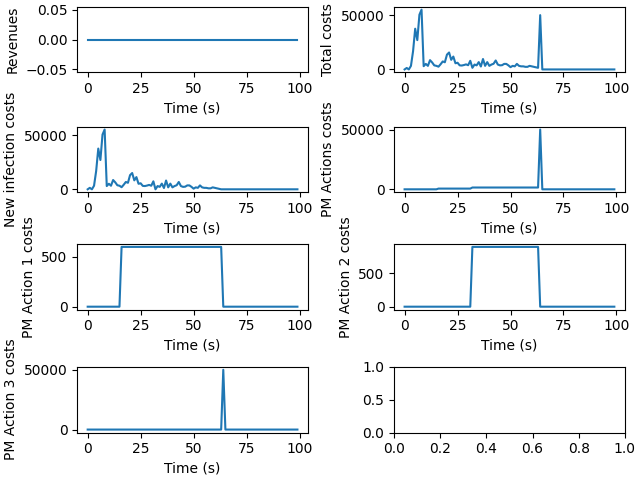 Revenues
0.05
0.00
−0.05
0 25 50 75 100
Time (s)
Total costs
50000
0
0 25 50 75 100
Time (s)
New infection costs
50000
0
0 25 50 75 100
Time (s)
PM Actions costs
50000
0
0 25 50 75 100
Time (s)
PM Action 1 costs
500
0
0 25 50 75 100
Time (s)
PM Action 2 costs
500
0
0 25 50 75 100
Time (s)
PM Action 3 costs
50000
0
0 25 50 75 100
Time (s)
1.0
0.5
0.0
0.0 0.2 0.4 0.6 0.8 1.0